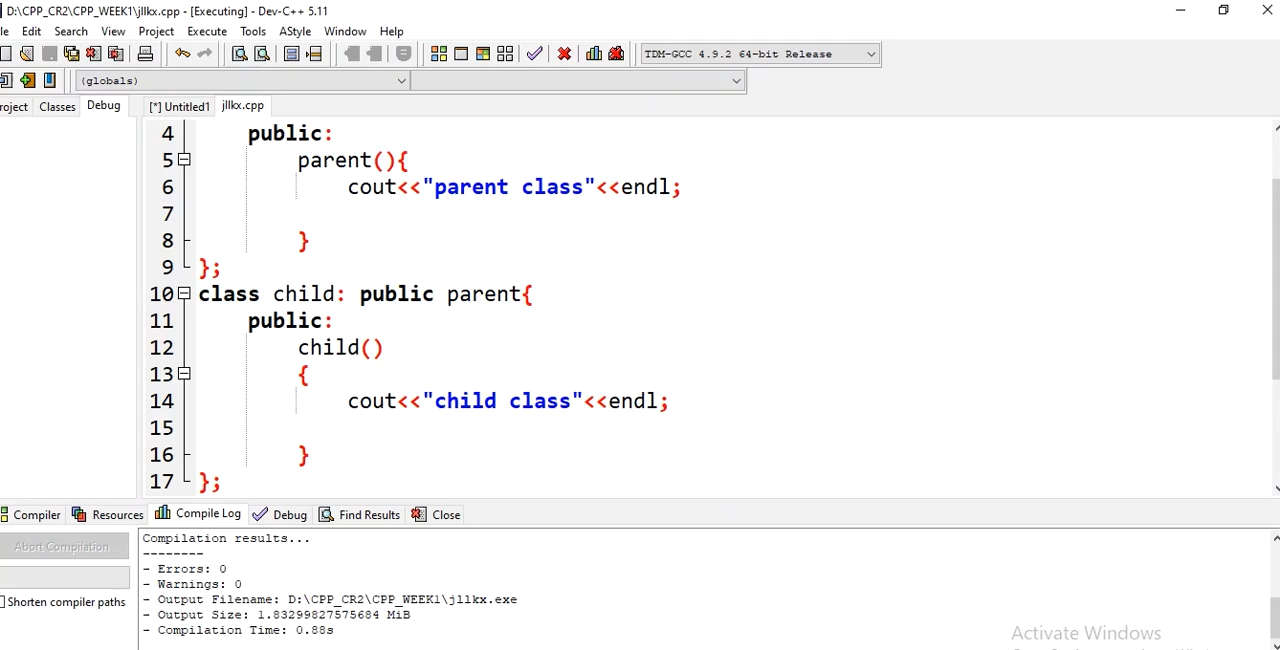 D:\CPP_CR2\CPP_WEEK1\jllkx.cpp - [Executing] - Dev-C++ 5.11
le Edit Search View Project Execute Tools AStyle Window Help
TDM-GCC 4.9.2 64-bit Release
(globals)
roject Classes Debug [*] Untitled1 jllkx.cpp
4 public:
5 parent(){
6 cout<<"parent class"<<endl;
7
8 }
9 };
10 class child: public parent{
11 public:
12 child()
13 {
14 cout<<"child class"<<endl;
15
16 }
17 };
Compiler Resources Compile Log Debug Find Results Close
Abort Compilation
Shorten compiler paths
Compilation results...
--------
- Errors: 0
- Warnings: 0
- Output Filename: D:\CPP_CR2\CPP_WEEK1\jllkx.exe
- Output Size: 1.83299827575684 MiB
- Compilation Time: 0.88s
Activate Windows